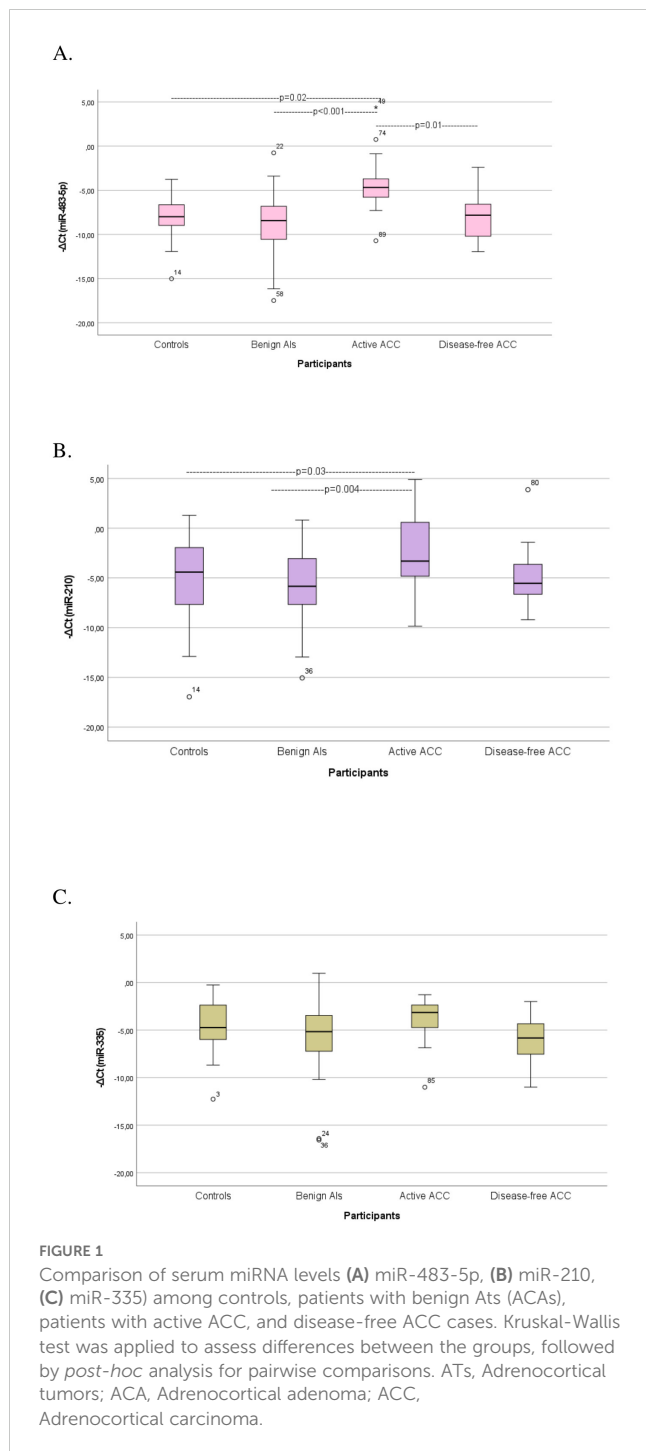 A.
-----------------------------p=0.02-----------------------------
49
--------------p<0.001--------------
--------------p=0.01--------------
5,00
,00
-5,00
-10,00
-15,00
-20,00
-ΔCt (miR-483-5p)
14
22
58
*
74
89
Controls
Benign AIs
Active ACC
Disease-free ACC
Participants
B.
-----------------------------p=0.03-----------------------------
--------------p=0.004--------------
5,00
,00
-5,00
-10,00
-15,00
-20,00
-ΔCt (miR-210)
14
36
80
Controls
Benign AIs
Active ACC
Disease-free ACC
Participants
C.
5,00
,00
-5,00
-10,00
-15,00
-20,00
-ΔCt (miR-335)
3
24
36
85
Controls
Benign AIs
Active ACC
Disease-free ACC
Participants
FIGURE 1
Comparison of serum miRNA levels (A) miR-483-5p, (B) miR-210,
(C) miR-335) among controls, patients with benign Ats (ACAs),
patients with active ACC, and disease-free ACC cases. Kruskal-Wallis
test was applied to assess differences between the groups, followed
by post-hoc analysis for pairwise comparisons. ATs, Adrenocortical
tumors; ACA, Adrenocortical adenoma; ACC,
Adrenocortical carcinoma.